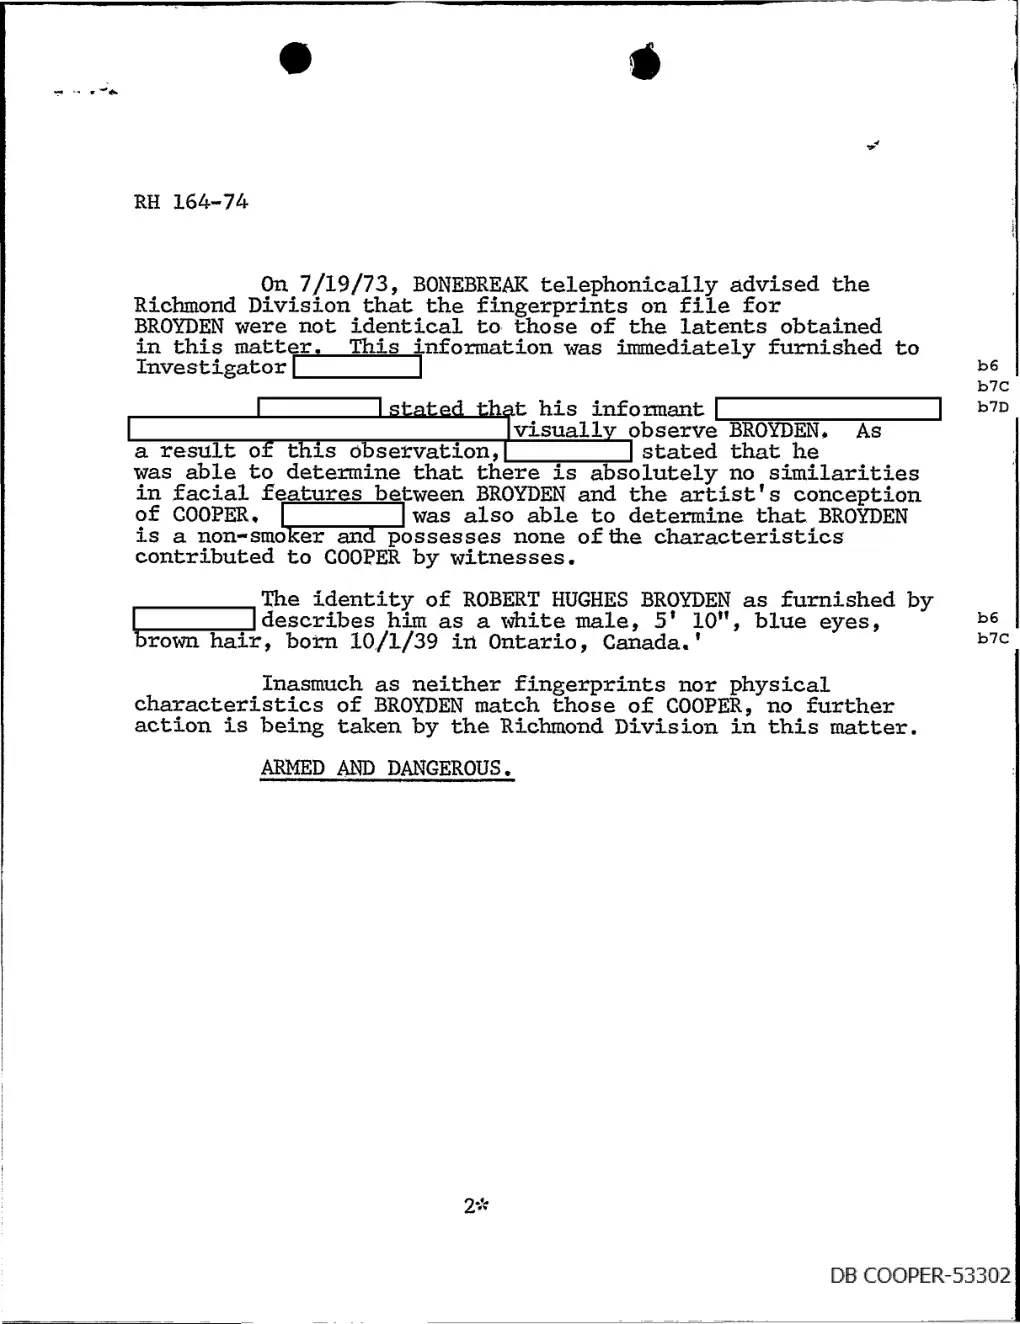 RH 164-74
On 7/19/73, BONEBREAK telephonically advised the
Richmond Division that the fingerprints on file for
BROYDEN were not identical to those of the latents obtained
in this matter. This information was immediately furnished to
Investigator
b6
b7C
stated that his informant
b7D
visually observe BROYDEN. As
a result of this observation, stated that he
was able to determine that there is absolutely no similarities
in facial features between BROYDEN and the artist's conception
of COOPER. was also able to determine that BROYDEN
is a non-smoker and possesses none of the characteristics
contributed to COOPER by witnesses.
The identity of ROBERT HUGHES BROYDEN as furnished by
describes him as a white male, 5' 10", blue eyes,
b6
brown hair, born 10/1/39 in Ontario, Canada.'
b7C
Inasmuch as neither fingerprints nor physical
characteristics of BROYDEN match those of COOPER, no further
action is being taken by the Richmond Division in this matter.
ARMED AND DANGEROUS.
2*
DB COOPER-53302